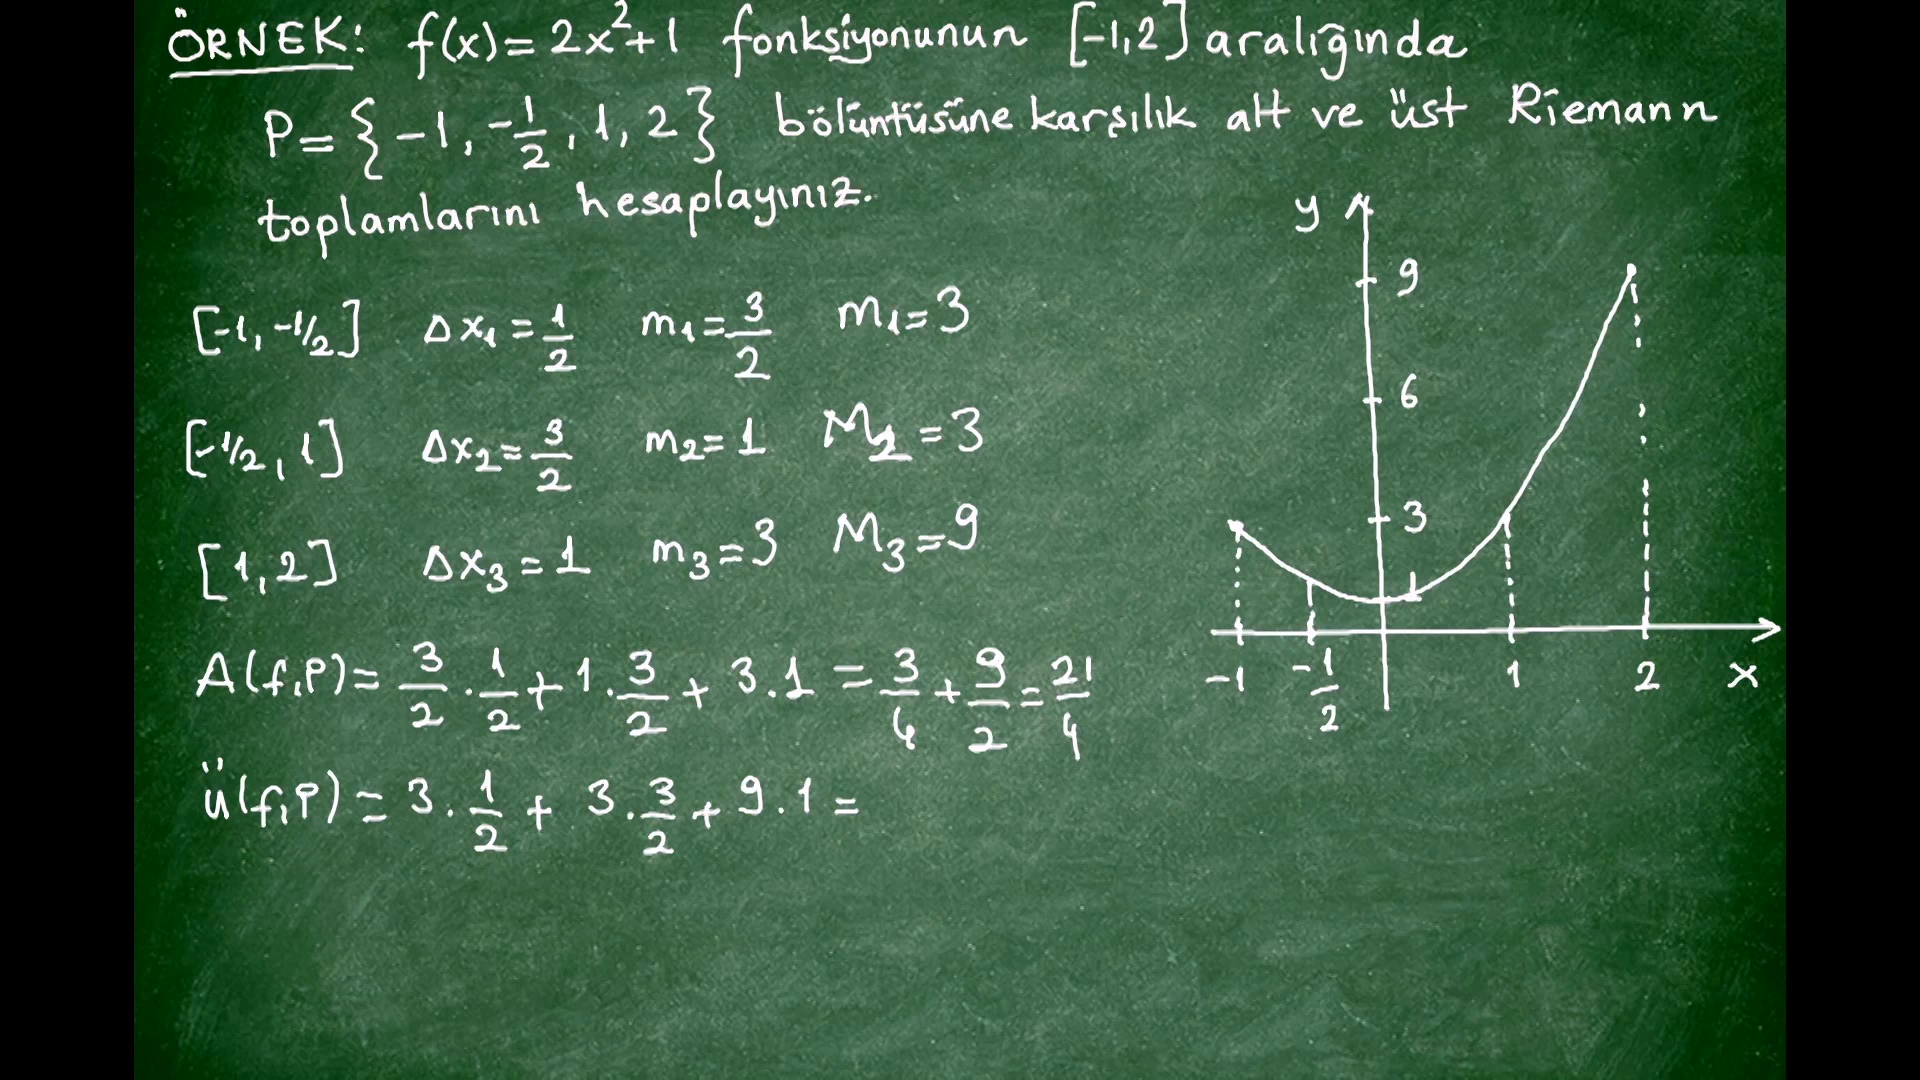 ÖRNEK: f(x)=2x²+1 fonksiyonunun [-1,2] aralığında
P={-1, -1/2, 1, 2} bölüntüsüne karşılık alt ve üst Riemann
toplamlarını hesaplayınız.
[-1, -1/2] Δx₁=1/2 m₁=3/2 m₁=3
[-1/2, 1] Δx₂=3/2 m₂=1 M₂=3
[1,2] Δx₃=1 m₃=3 M₃=9
A(f,P)=3/2·1/2+1·3/2+3·1=3/4+9/2=21/4
ü(f,P)=3·1/2+3·3/2+9·1=
y
9
6
3
1
-1 -1/2 1 2 x